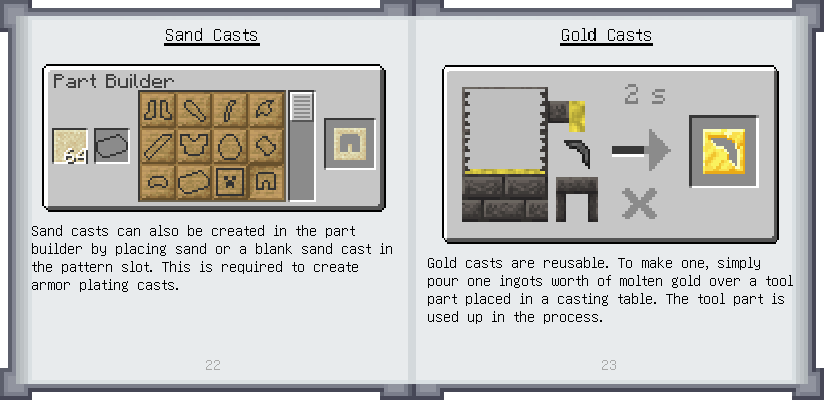 Sand Casts
Part Builder
64
Sand casts can also be created in the part
builder by placing sand or a blank sand cast in
the pattern slot. This is required to create
armor plating casts.
22
Gold Casts
2 s
Gold casts are reusable. To make one, simply
pour one ingots worth of molten gold over a tool
part placed in a casting table. The tool part is
used up in the process.
23